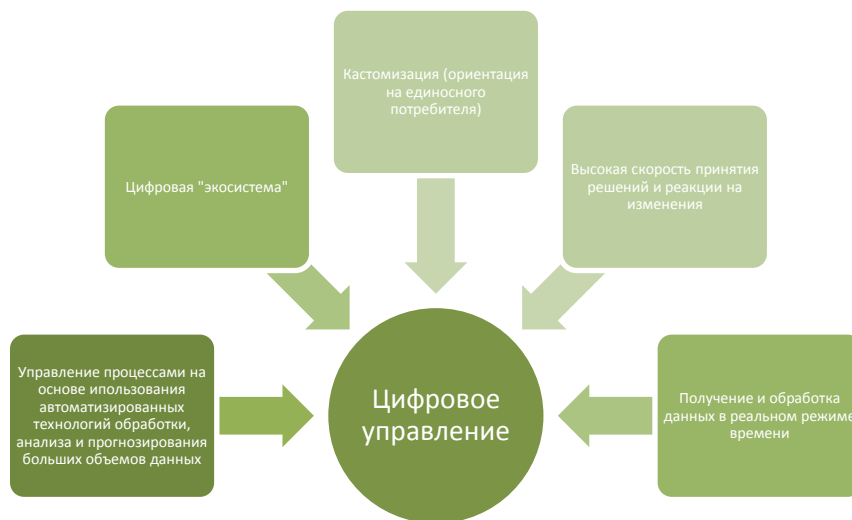 Кастомизация (ориентация
на единосного
потребителя)
Цифровая "экосистема"
Высокая скорость принятия
решений и реакции на
изменения
Управление процессами на
основе ипользования
автоматизированных
технологий обработки,
анализа и прогнозирования
больших объемов данных
Цифровое
управление
Получение и обработка
данных в реальном режиме
времени